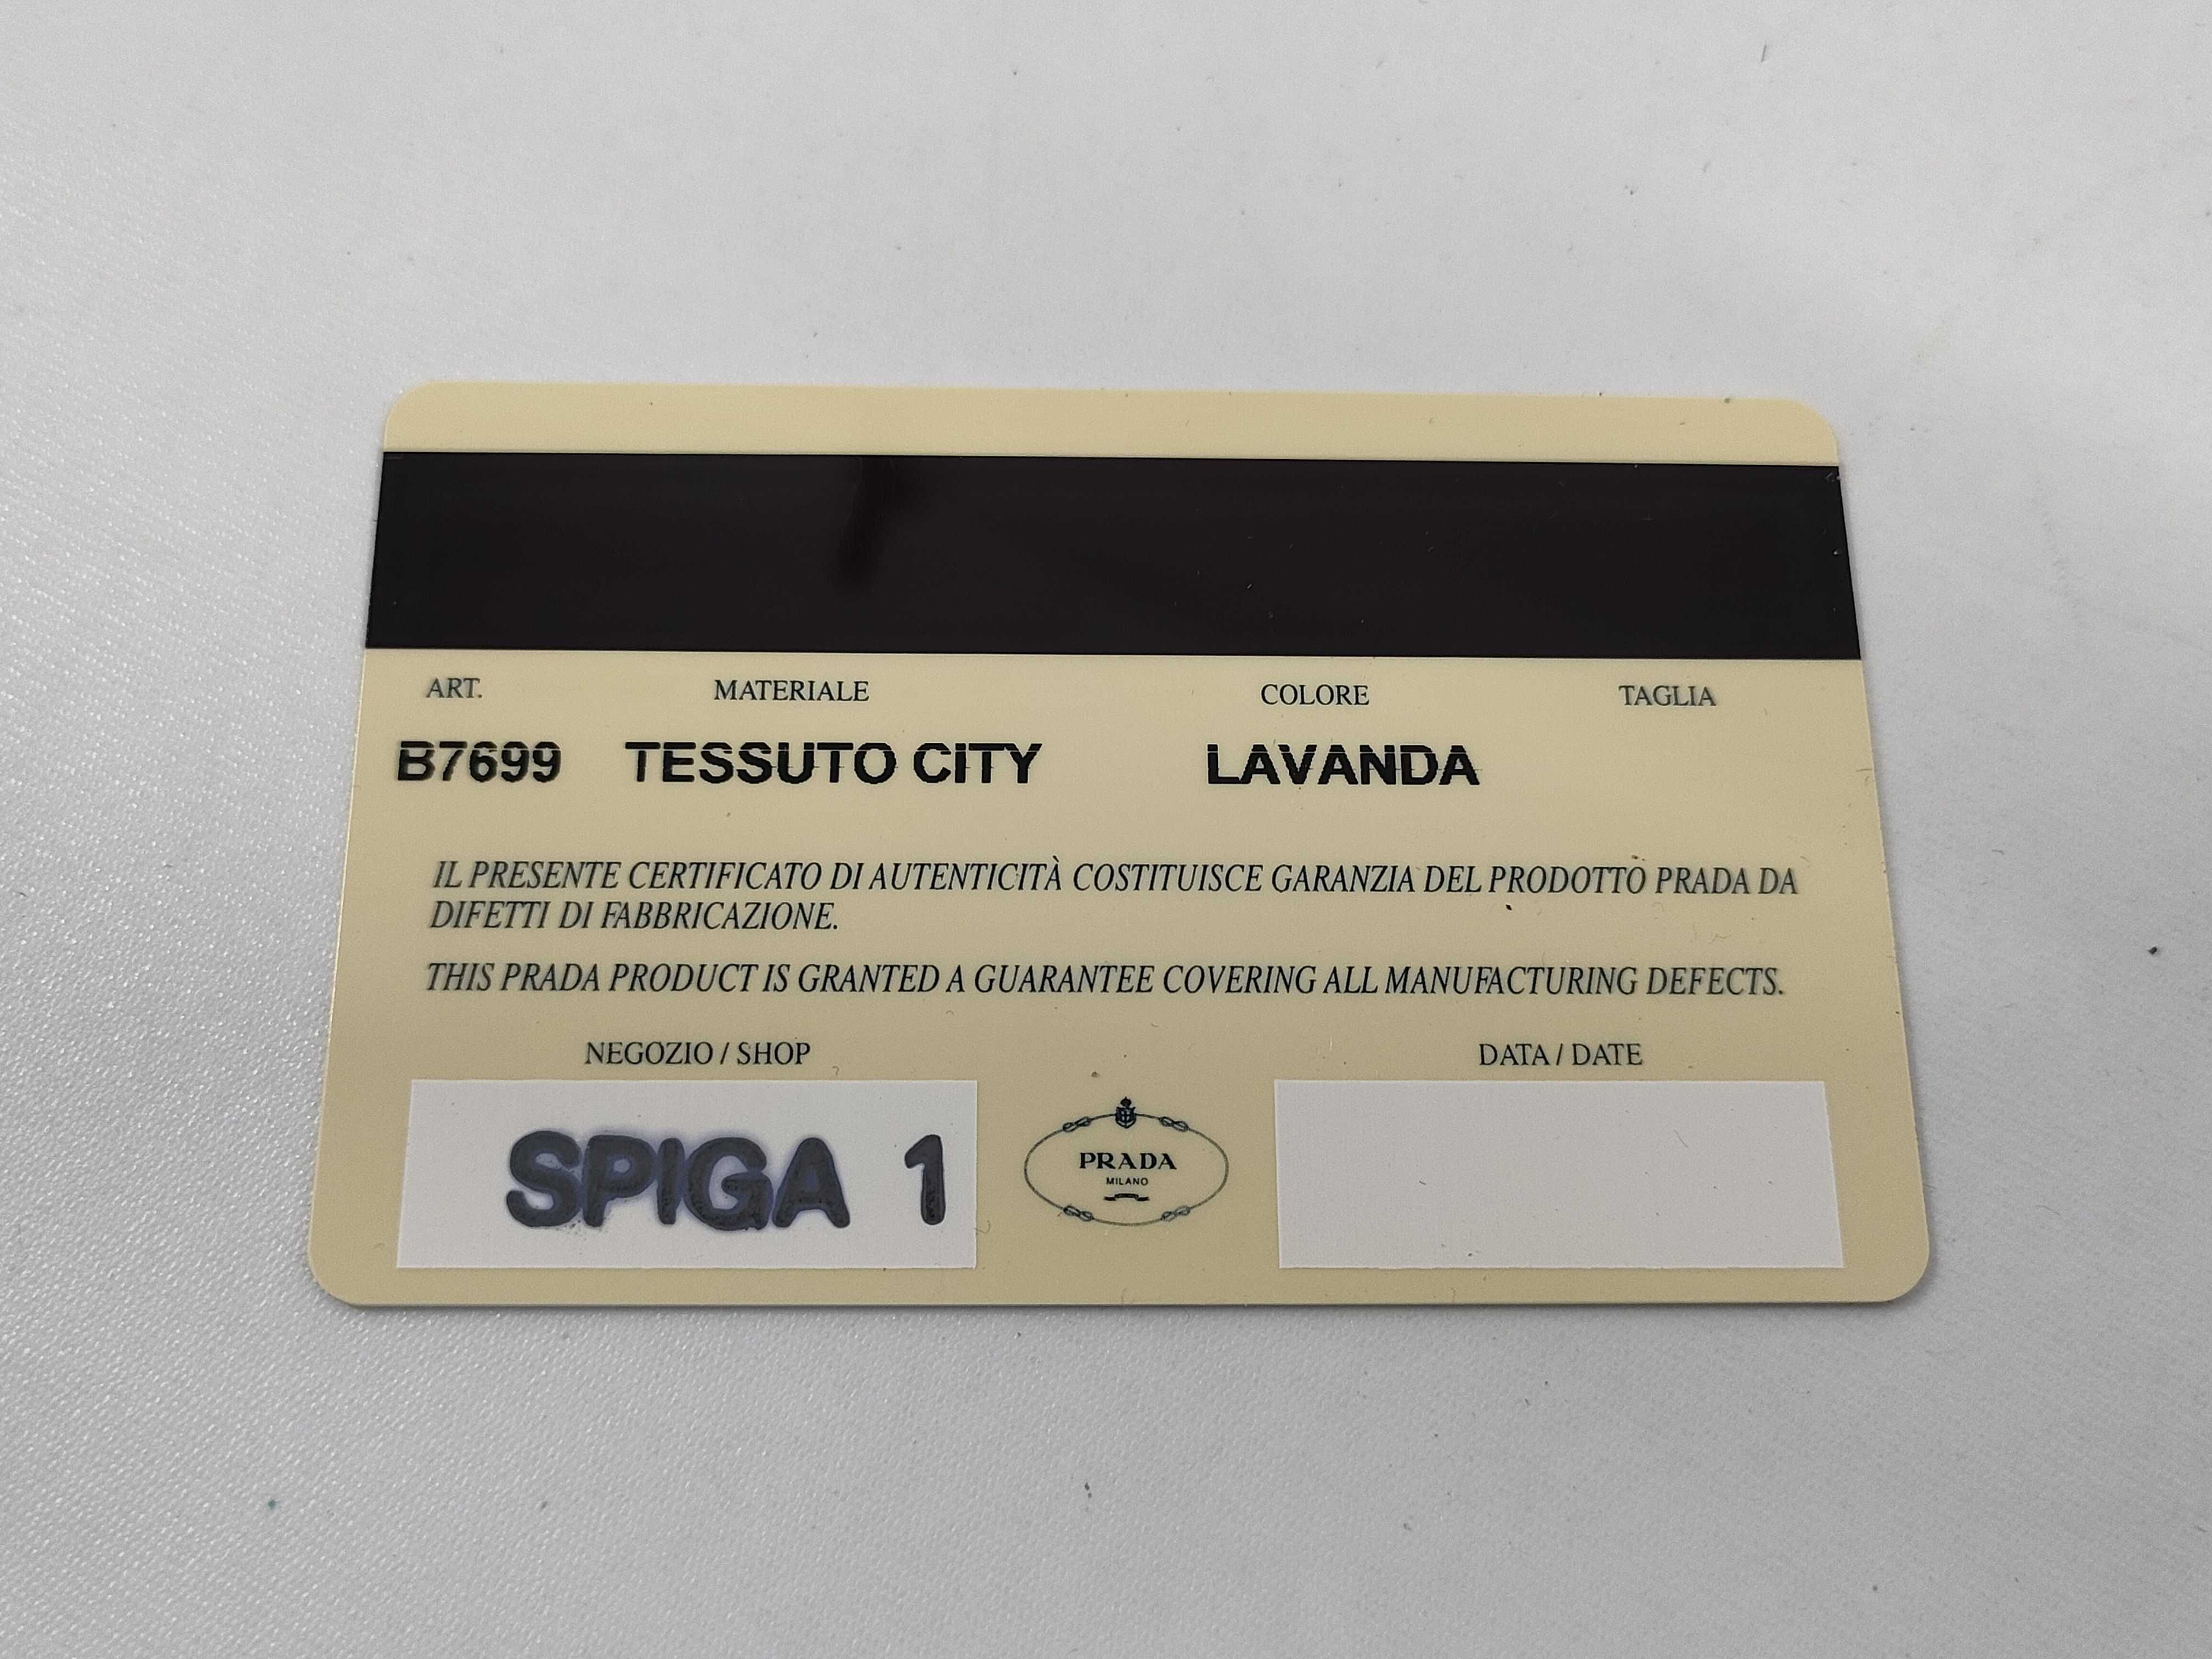 ART. MATERIALE COLORE TAGLIA
B7699 TESSUTO CITY LAVANDA
IL PRESENTE CERTIFICATO DI AUTENTICITÀ COSTITUISCE GARANZIA DEL PRODOTTO PRADA DA
DIFETTI DI FABBRICAZIONE.
THIS PRADA PRODUCT IS GRANTED A GUARANTEE COVERING ALL MANUFACTURING DEFECTS.
NEGOZIO / SHOP DATA / DATE
SPIGA 1
PRADA
MILANO